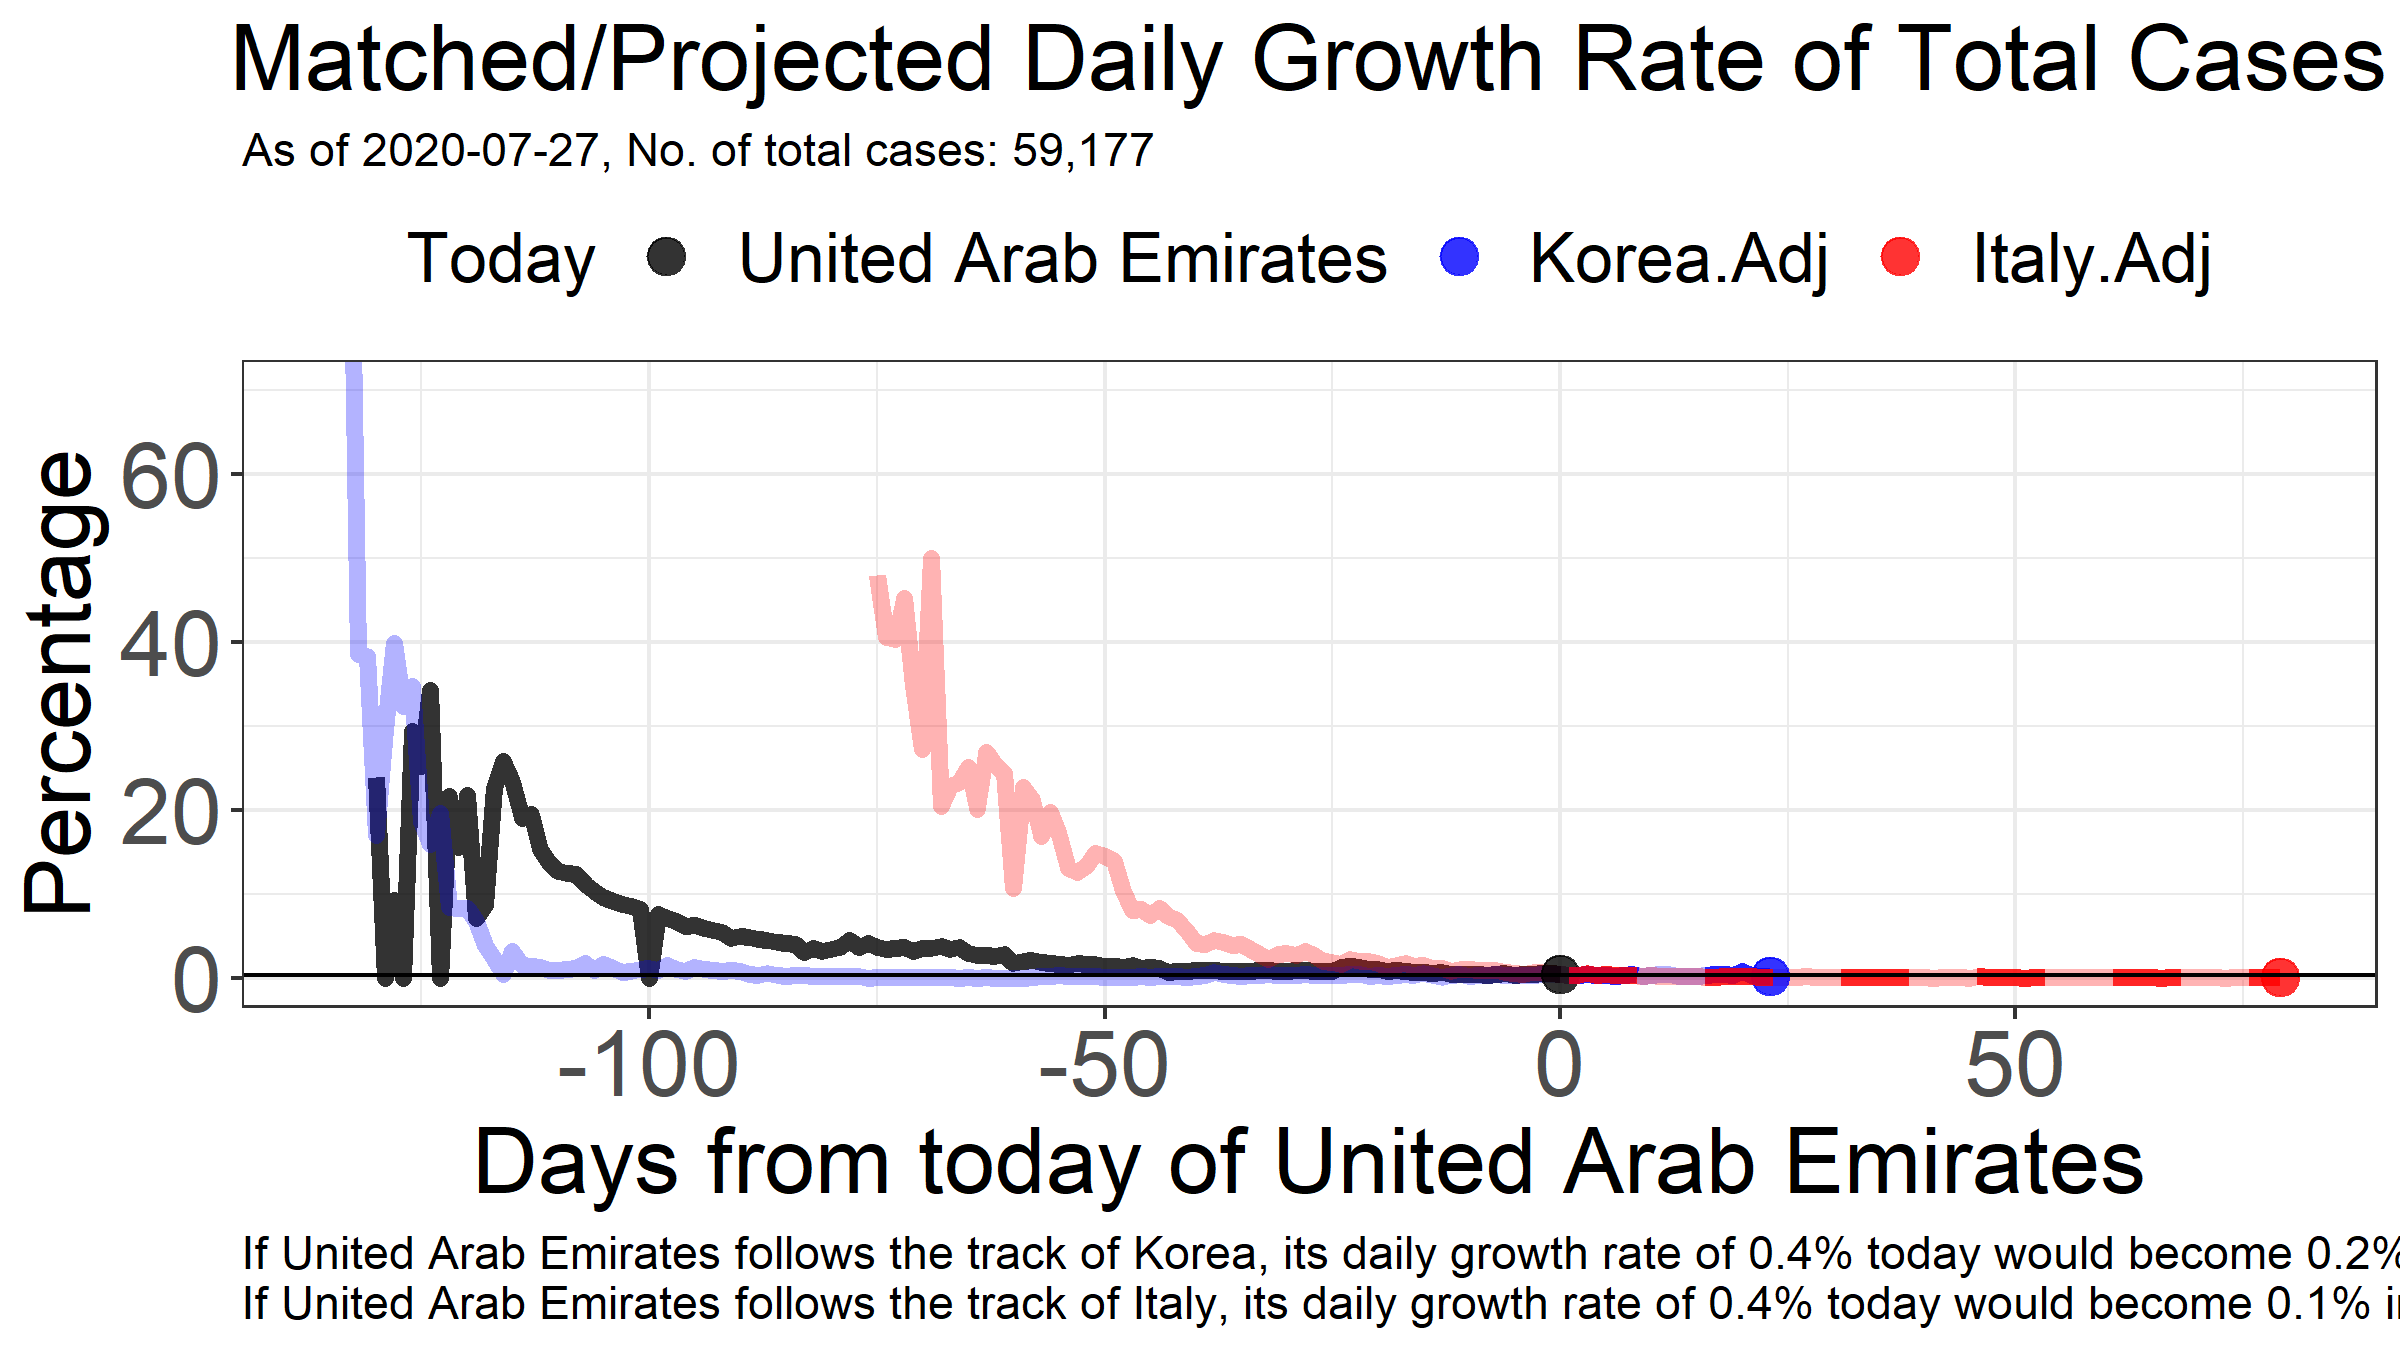 Matched/Projected Daily Growth Rate of Total Cases
As of 2020-07-27, No. of total cases: 59,177
Today United Arab Emirates Korea.Adj Italy.Adj
Percentage
60
40
20
0
-100 -50 0 50
Days from today of United Arab Emirates
If United Arab Emirates follows the track of Korea, its daily growth rate of 0.4% today would become 0.2%
If United Arab Emirates follows the track of Italy, its daily growth rate of 0.4% today would become 0.1%